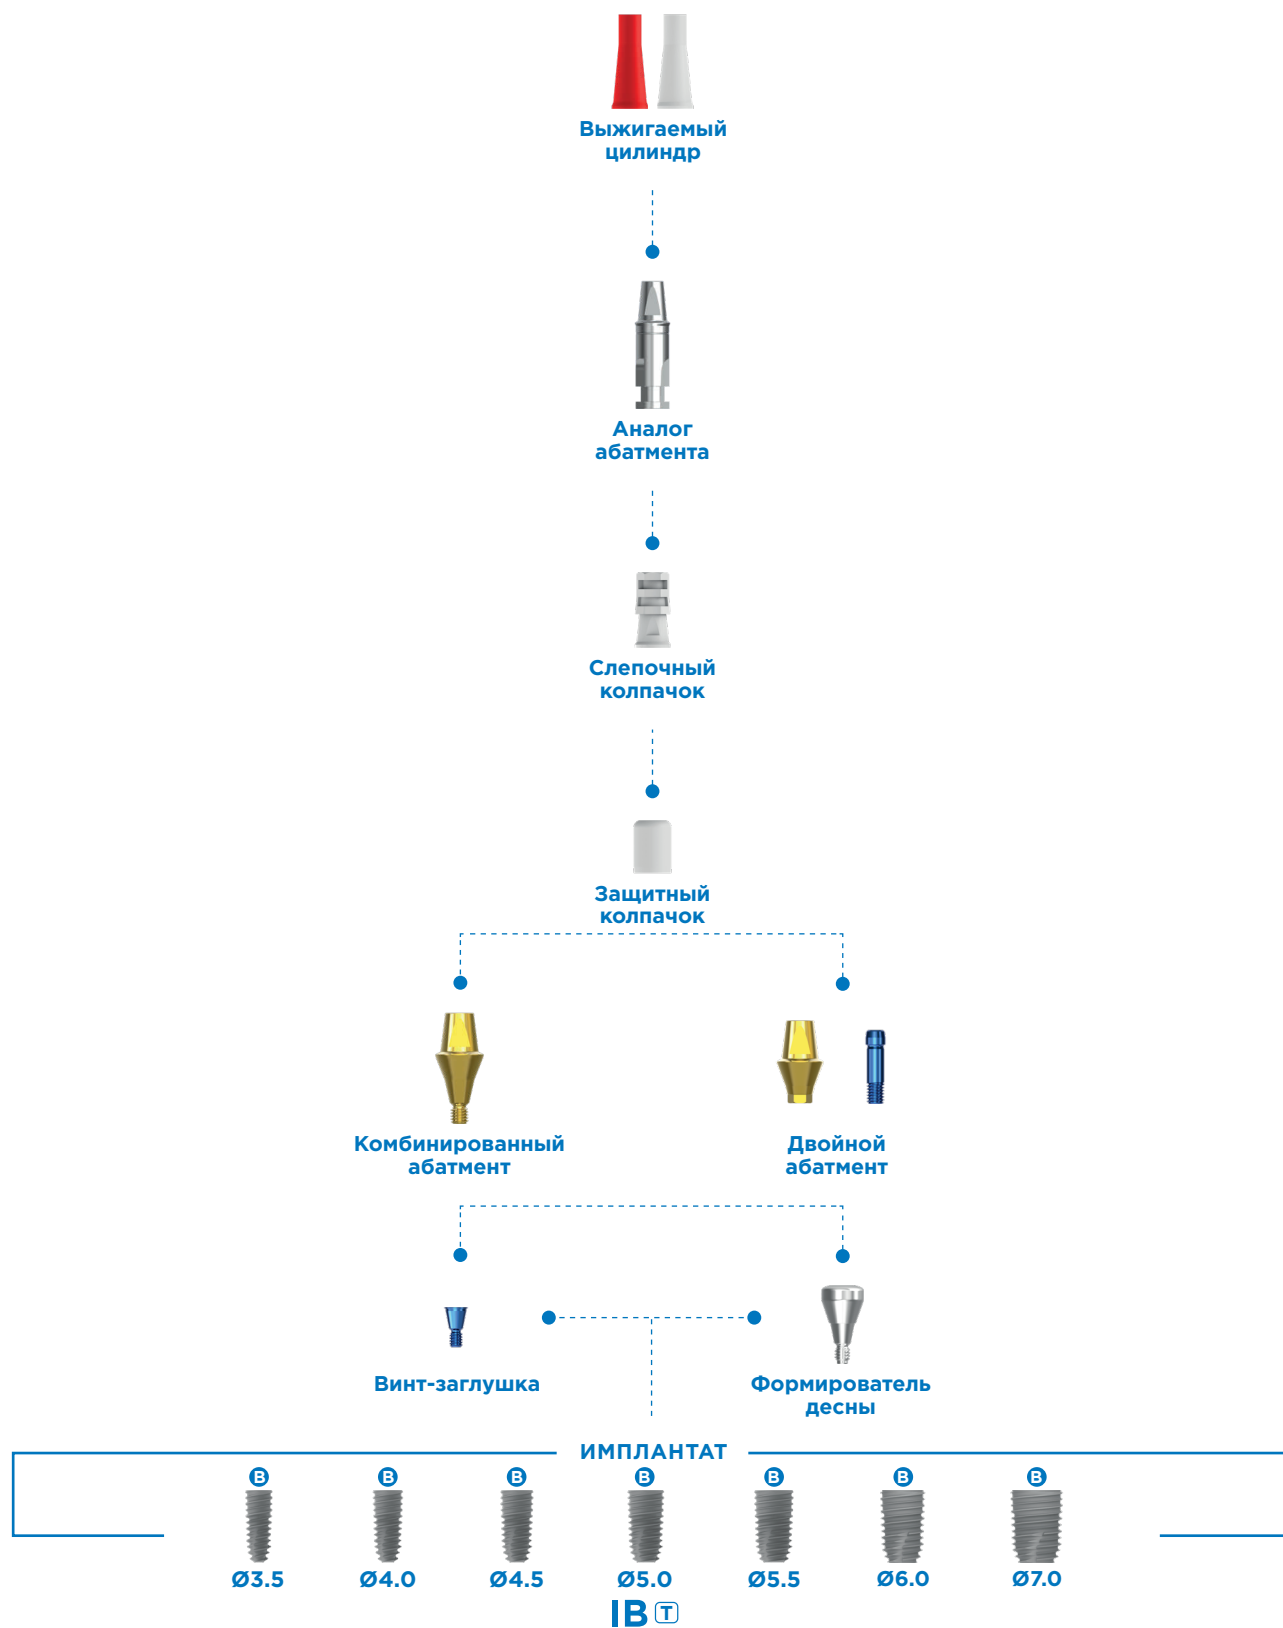 Выжигаемый
цилиндр
Аналог
абатмента
Слепочный
колпачок
Защитный
колпачок
Комбинированный
абатмент
Двойной
абатмент
Винт-заглушка
Формирователь
десны
ИМПЛАНТАТ
B B B B B B B
Ø3.5 Ø4.0 Ø4.5 Ø5.0 Ø5.5 Ø6.0 Ø7.0
IB T